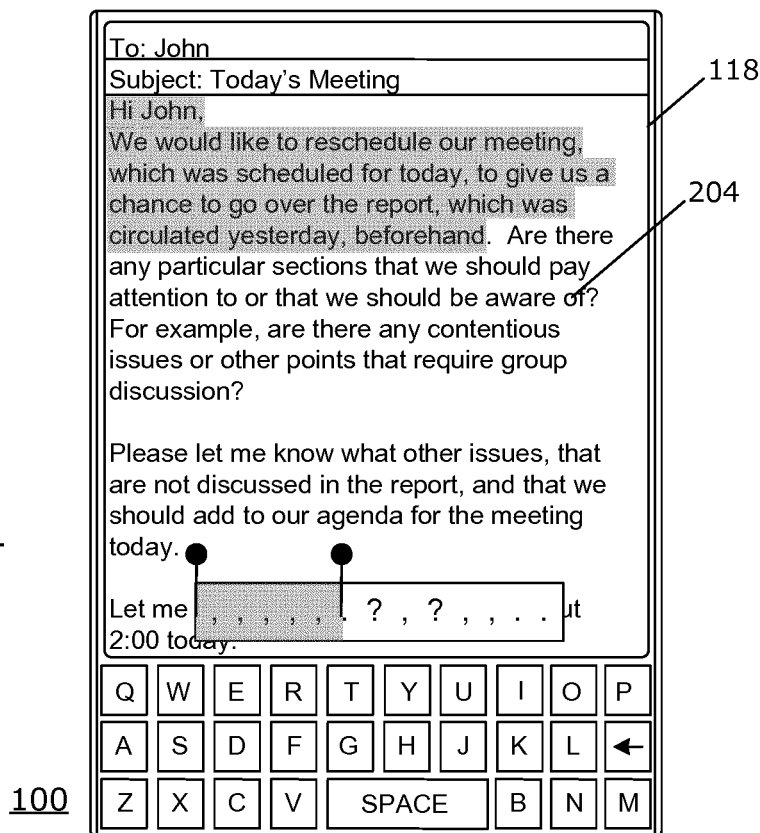 To: John
Subject: Today's Meeting
118
Hi John,
We would like to reschedule our meeting,
which was scheduled for today, to give us a
chance to go over the report, which was
204
circulated yesterday, beforehand. Are there
any particular sections that we should pay
attention to or that we should be aware of?
For example, are there any contentious
issues or other points that require group
discussion?
Please let me know what other issues, that
are not discussed in the report, and that we
should add to our agenda for the meeting
today.
Let me , , , , , . ? , ? , , . . ut
2:00 today.
Q W E R T Y U I O P
A S D F G H J K L ←
100
Z X C V SPACE B N M